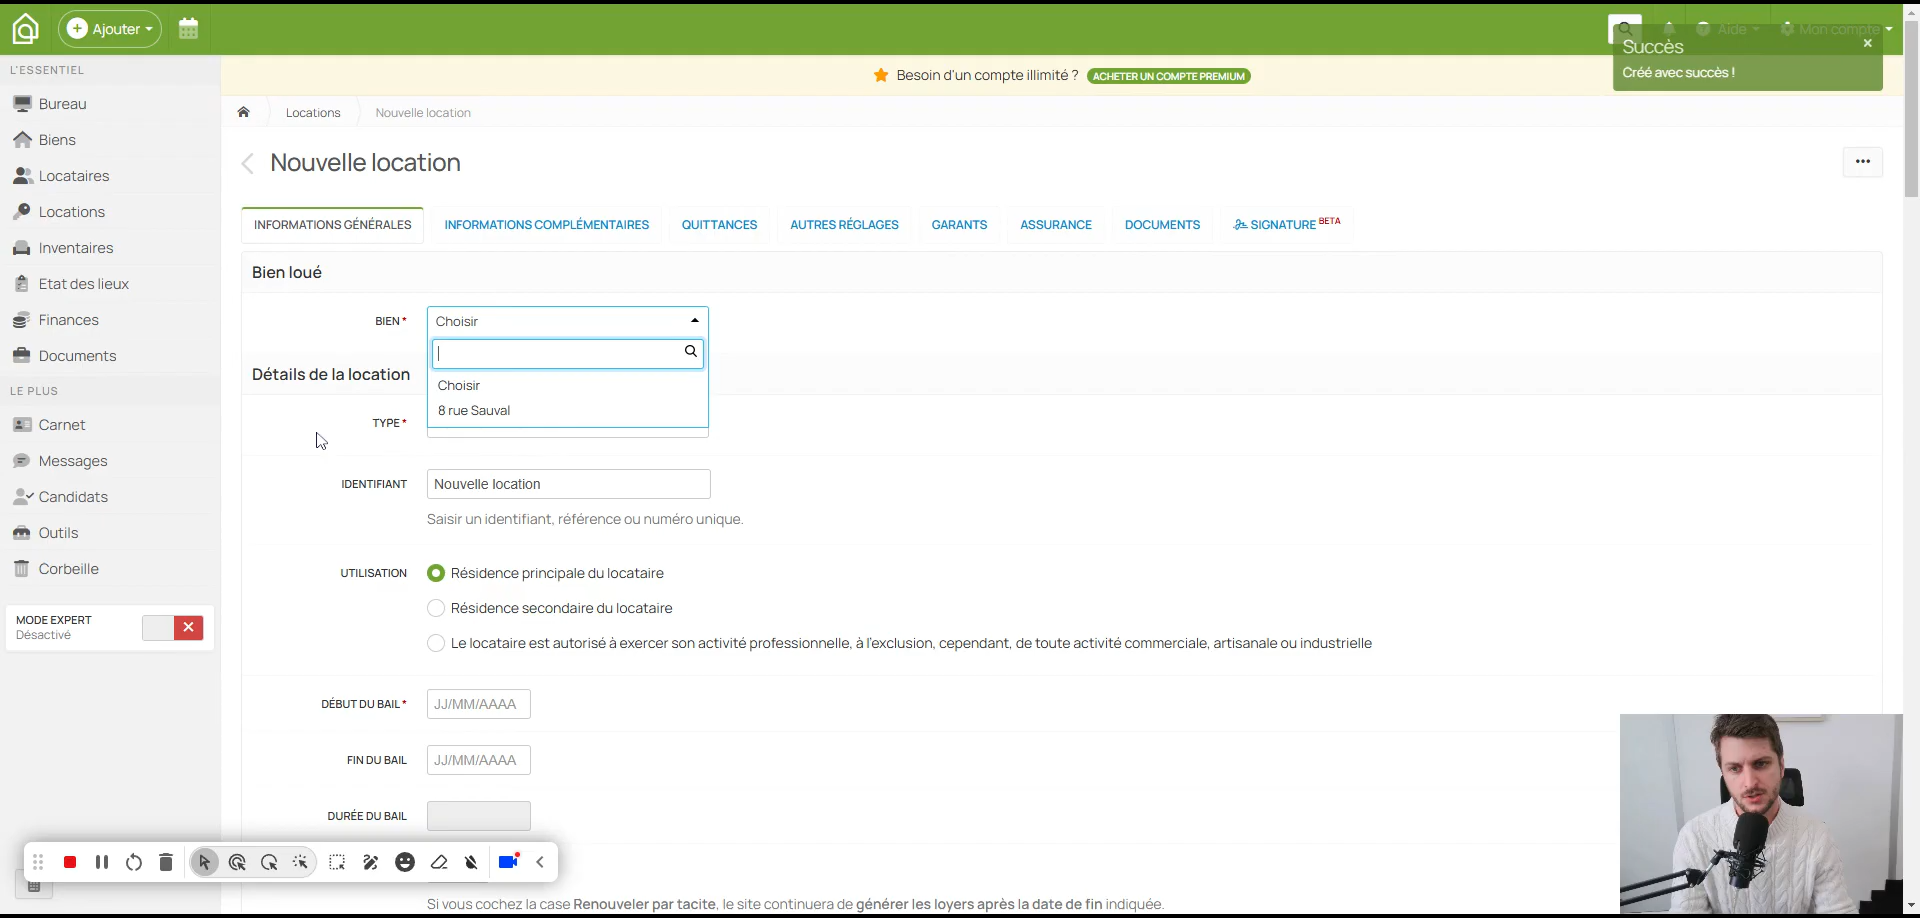 Ajouter
Aide
Mon compte
Succès
×
Créé avec succès !
L'ESSENTIEL
Besoin d'un compte illimité ? ACHETER UN COMPTE PREMIUM
Bureau
Biens
Locataires
Locations
Inventaires
Etat des lieux
Finances
Documents
LE PLUS
Carnet
Messages
Candidats
Outils
Corbeille
MODE EXPERT
Désactivé
Locations
Nouvelle location
Nouvelle location
INFORMATIONS GÉNÉRALES
INFORMATIONS COMPLÉMENTAIRES
QUITTANCES
AUTRES RÉGLAGES
GARANTS
ASSURANCE
DOCUMENTS
SIGNATURE BETA
Bien loué
BIEN*
Choisir
Choisir
8 rue Sauval
Détails de la location
TYPE*
IDENTIFIANT
Nouvelle location
Saisir un identifiant, référence ou numéro unique.
UTILISATION
Résidence principale du locataire
Résidence secondaire du locataire
Le locataire est autorisé à exercer son activité professionnelle, à l'exclusion, cependant, de toute activité commerciale, artisanale ou industrielle
DÉBUT DU BAIL*
JJ/MM/AAAA
FIN DU BAIL
JJ/MM/AAAA
DURÉE DU BAIL
Si vous cochez la case Renouveler par tacite, le site continuera de générer les loyers après la date de fin indiquée.